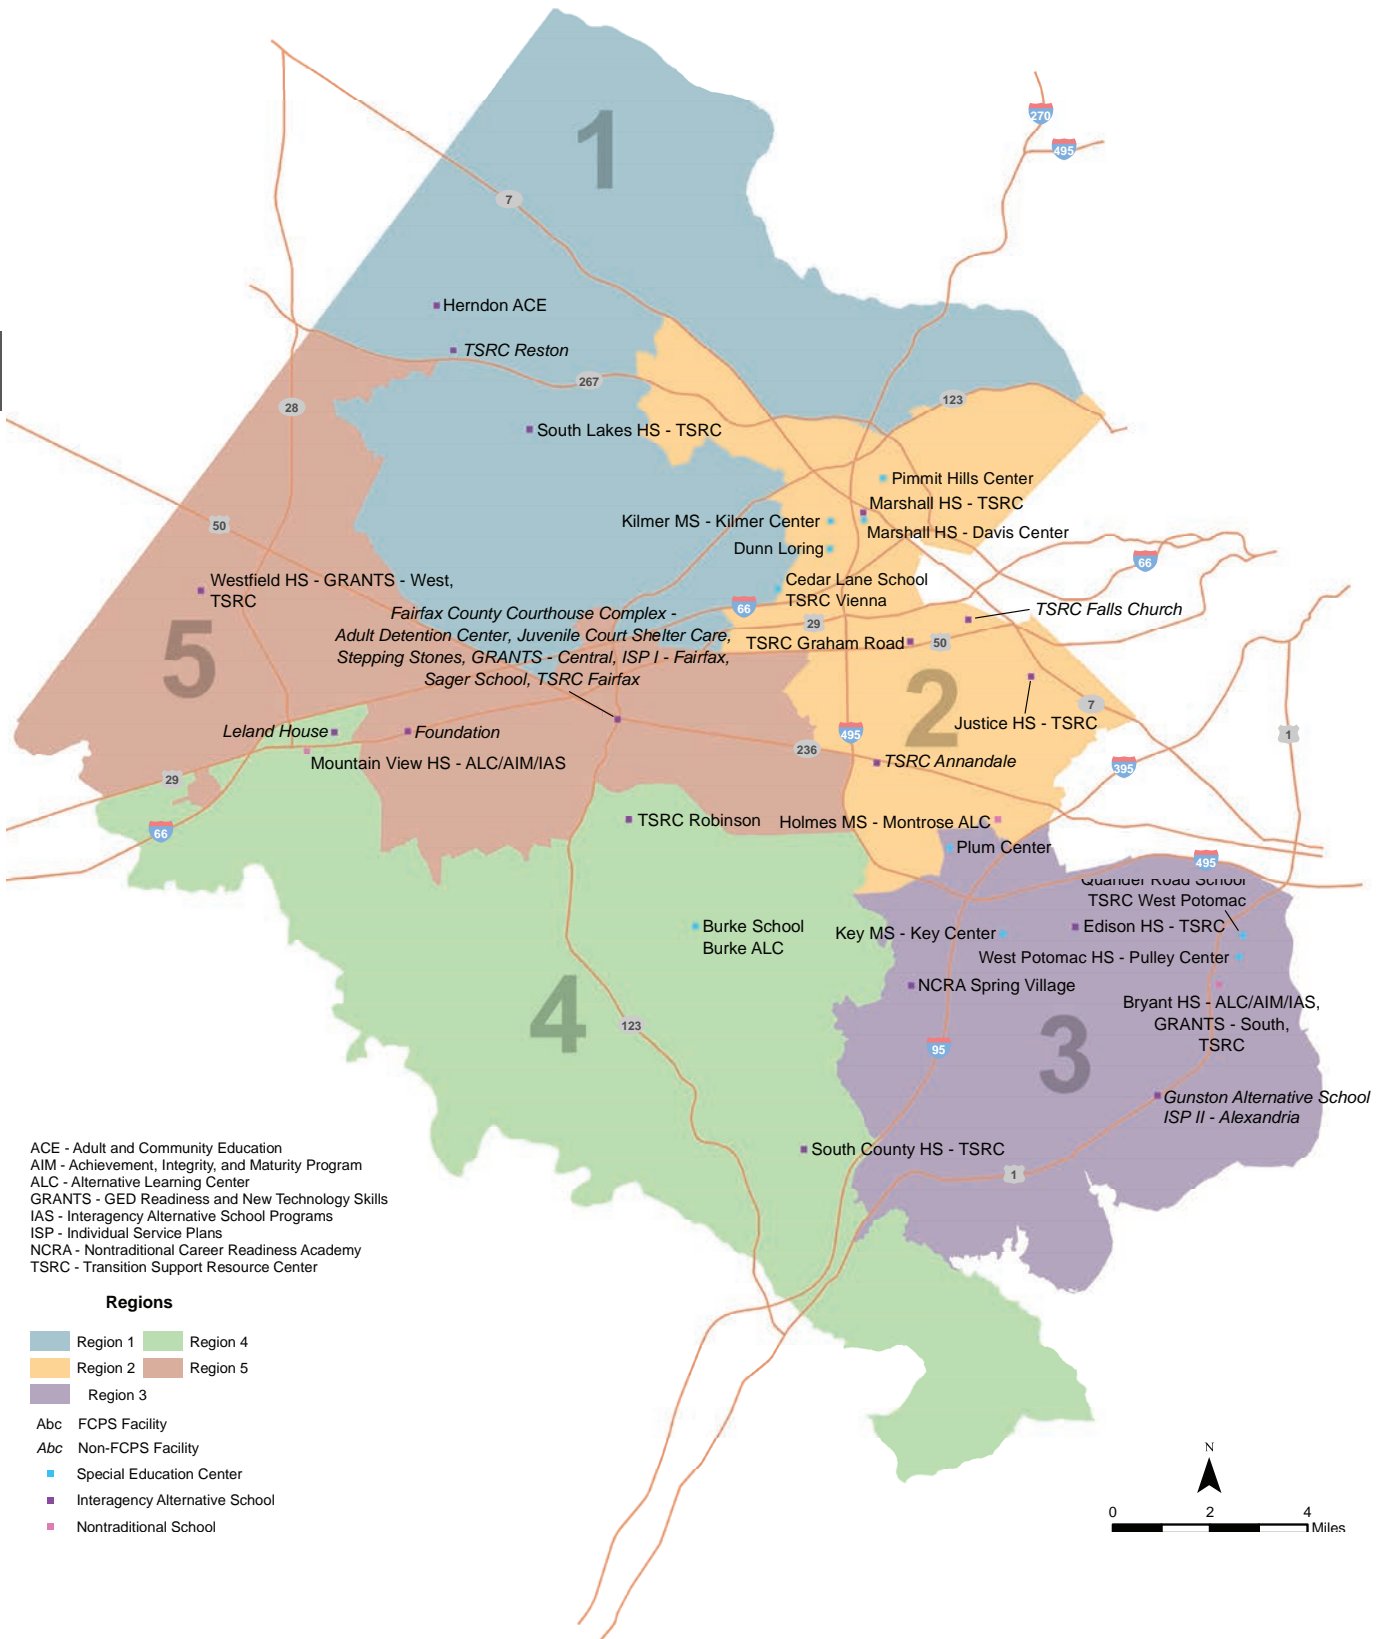 1
270
495
7
Herndon ACE
TSRC Reston
267
123
28
South Lakes HS - TSRC
Pimmit Hills Center
Marshall HS - TSRC
Kilmer MS - Kilmer Center
50
Marshall HS - Davis Center
Dunn Loring
66
Westfield HS - GRANTS - West,
TSRC
Cedar Lane School
TSRC Vienna
66
TSRC Falls Church
Fairfax County Courthouse Complex -
Adult Detention Center, Juvenile Court Shelter Care,
Stepping Stones, GRANTS - Central, ISP I - Fairfax,
Sager School, TSRC Fairfax
29
TSRC Graham Road
50
5
2
7
Justice HS - TSRC
Leland House
Foundation
495
1
236
Mountain View HS - ALC/AIM/IAS
TSRC Annandale
395
29
66
TSRC Robinson
Holmes MS - Montrose ALC
Plum Center
495
Quander Road School
TSRC West Potomac
Burke School
Burke ALC
Key MS - Key Center
Edison HS - TSRC
West Potomac HS - Pulley Center
NCRA Spring Village
Bryant HS - ALC/AIM/IAS,
GRANTS - South,
TSRC
4
123
95
3
Gunston Alternative School
ISP II - Alexandria
South County HS - TSRC
1
ACE - Adult and Community Education
AIM - Achievement, Integrity, and Maturity Program
ALC - Alternative Learning Center
GRANTS - GED Readiness and New Technology Skills
IAS - Interagency Alternative School Programs
ISP - Individual Service Plans
NCRA - Nontraditional Career Readiness Academy
TSRC - Transition Support Resource Center
Regions
Region 1 Region 4
Region 2 Region 5
Region 3
Abc FCPS Facility
Abc Non-FCPS Facility
Special Education Center
Interagency Alternative School
Nontraditional School
N
0 2 4
Miles